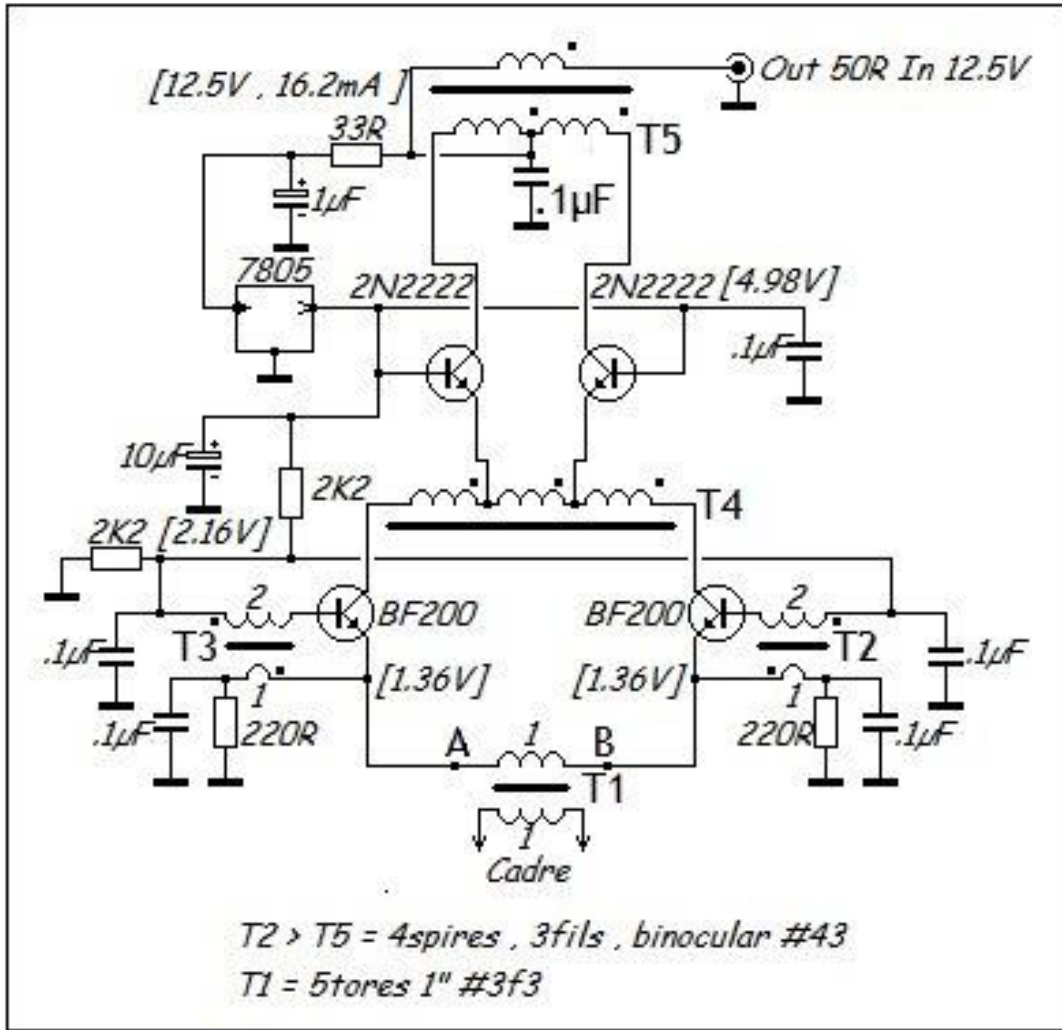 Out 50R In 12.5V
[12.5V , 16.2mA ]
33R
T5
1µF
.1µF
7805
2N2222
2N2222 [4.98V]
.1µF
10µF
2K2
T4
2K2 [2.16V]
2
BF200
BF200
2
T3
T2
.1µF
.1µF
[1.36V]
[1.36V]
1
1
.1µF
220R
220R
.1µF
A
1
B
T1
1
Cadre
T2 > T5 = 4spires , 3fils , binocular #43
T1 = 5tores 1" #3f3